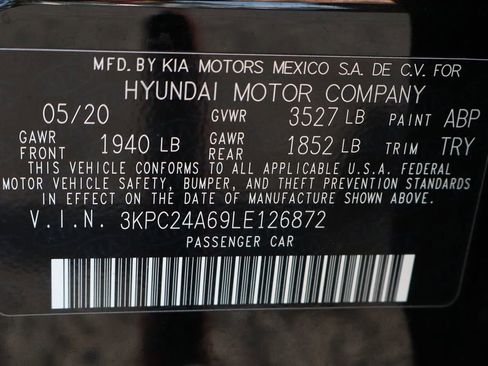 MFD. BY KIA MOTORS MEXICO S.A. DE C.V. FOR
HYUNDAI MOTOR COMPANY
05/20 GVWR 3527 LB PAINT ABP
GAWR FRONT 1940 LB GAWR REAR 1852 LB TRIM TRY
THIS VEHICLE CONFORMS TO ALL APPLICABLE U.S.A. FEDERAL
MOTOR VEHICLE SAFETY, BUMPER, AND THEFT PREVENTION STANDARDS
IN EFFECT ON THE DATE OF MANUFACTURE SHOWN ABOVE.
V.I.N. 3KPC24A69LE126872
PASSENGER CAR